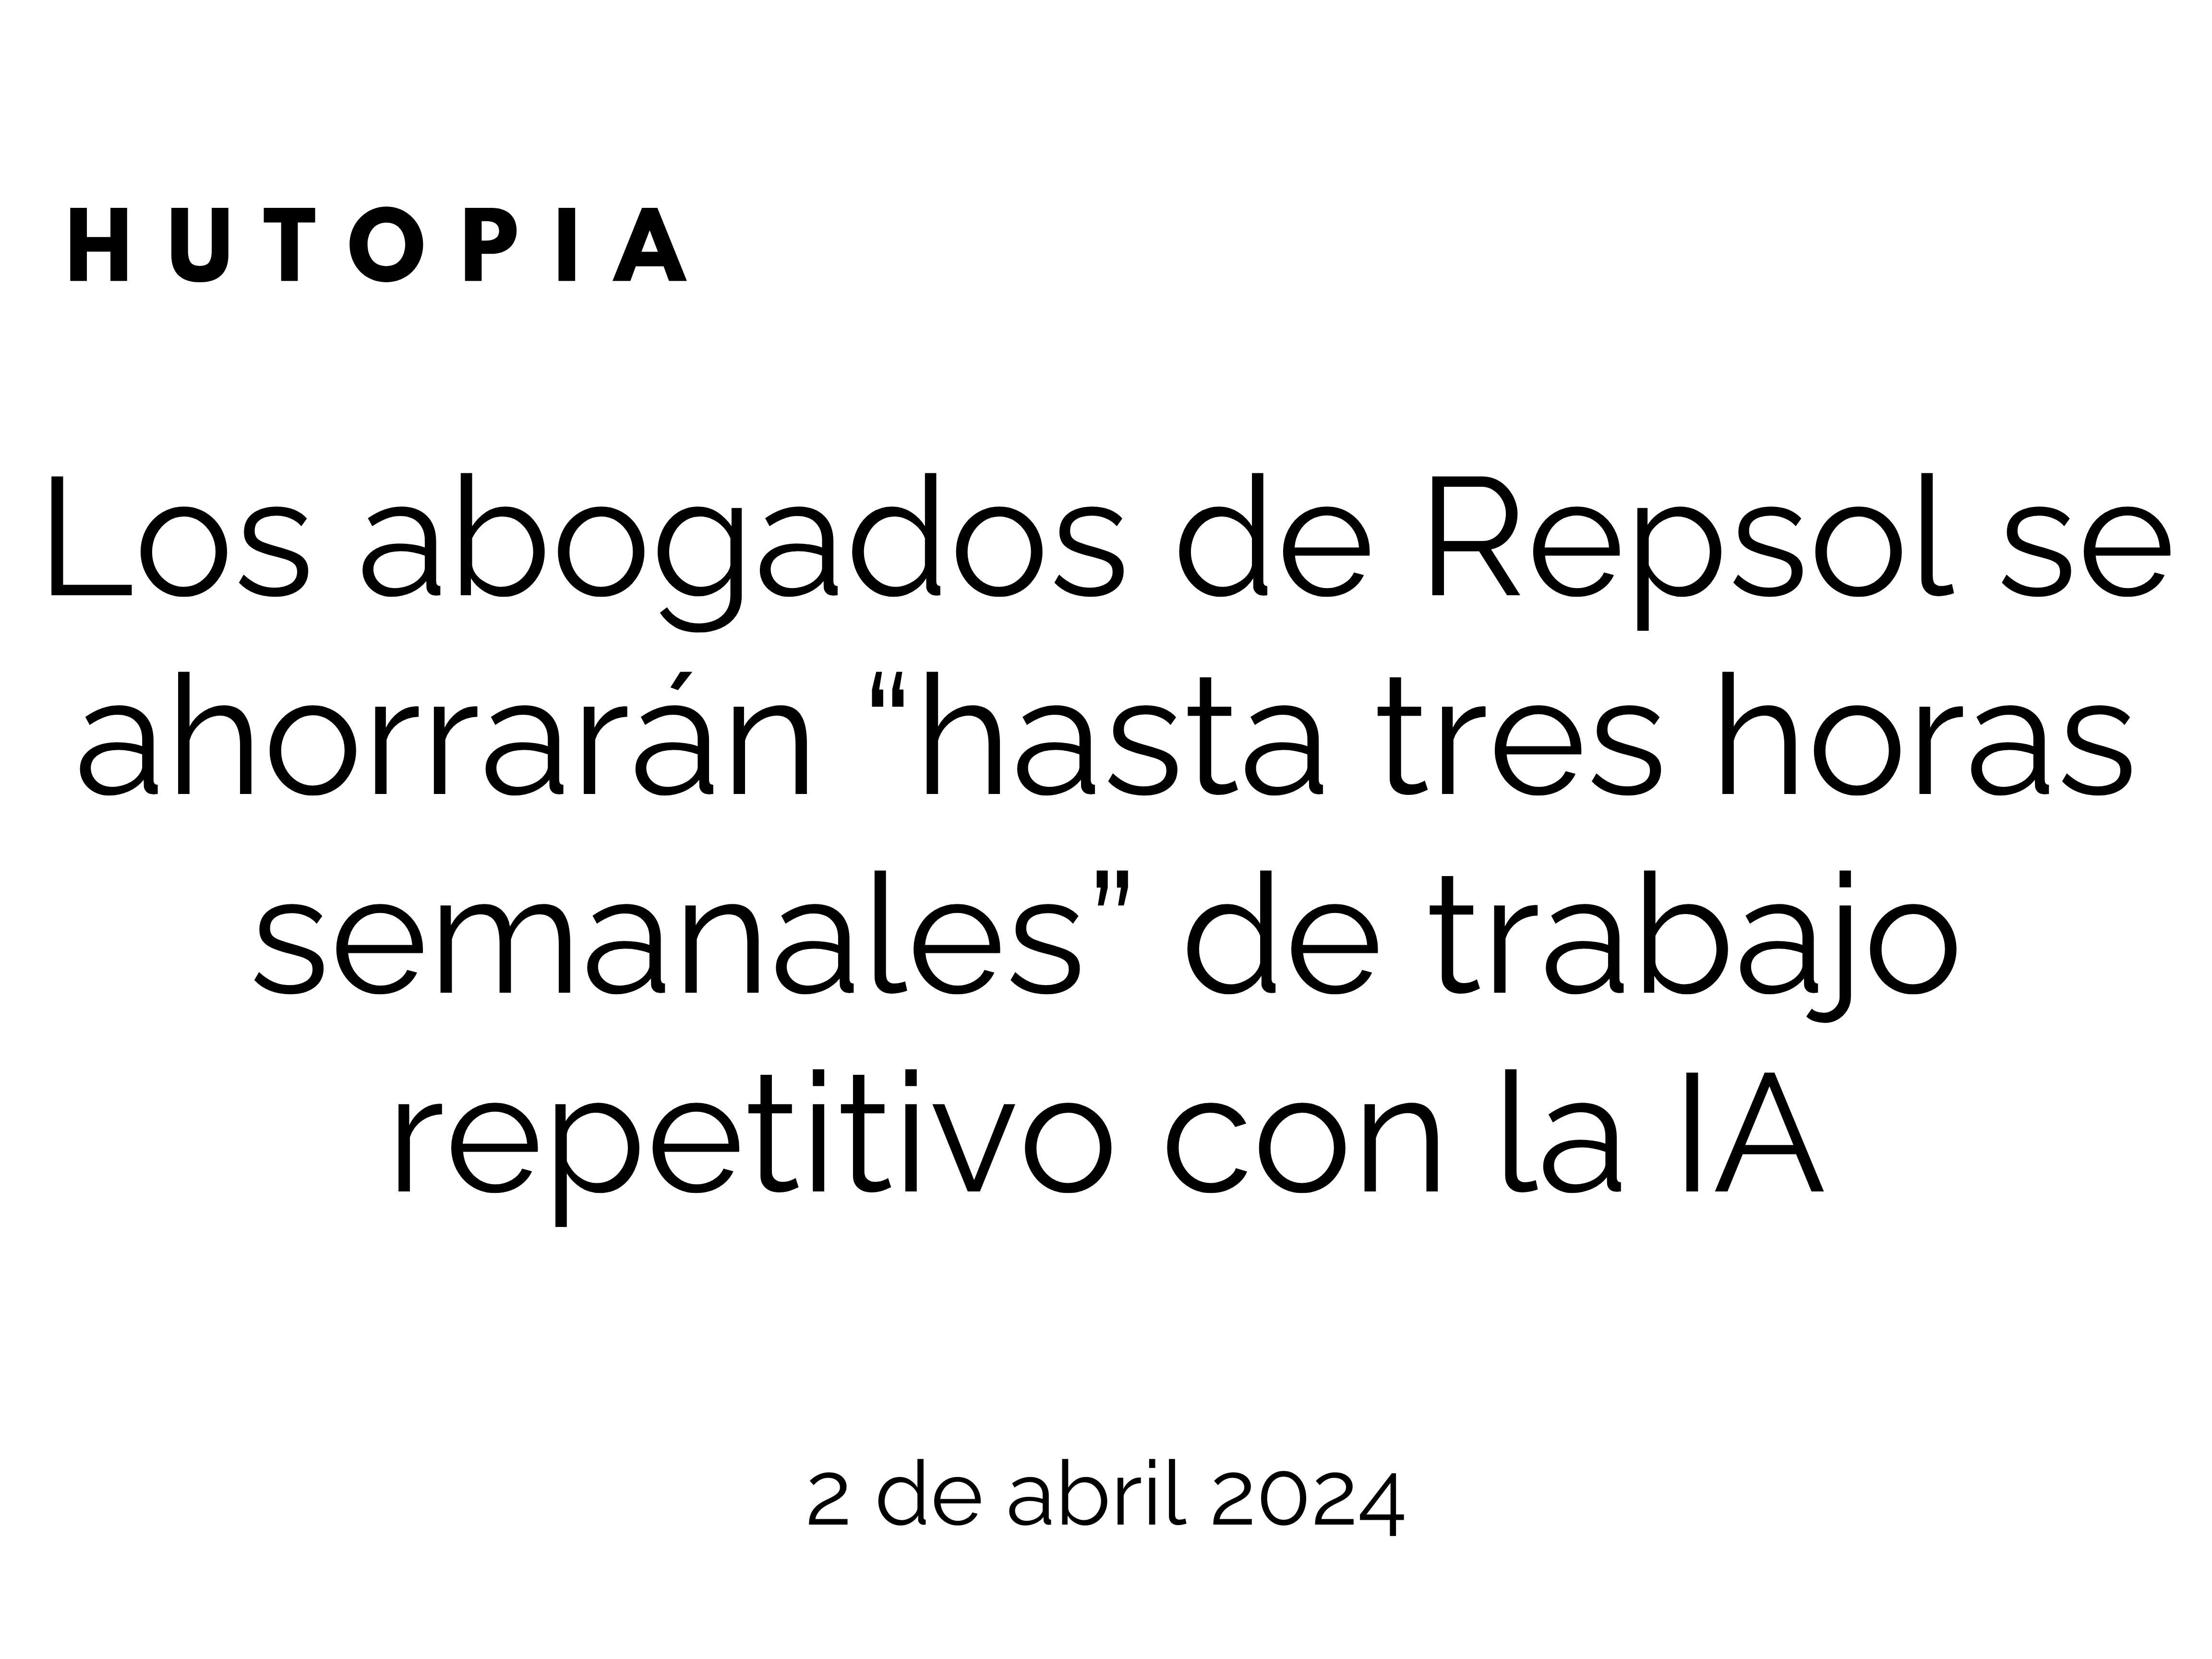 HUTOPIA
Los abogados de Repsol se
ahorrarán “hasta tres horas
semanales” de trabajo
repetitivo con la IA
2 de abril 2024